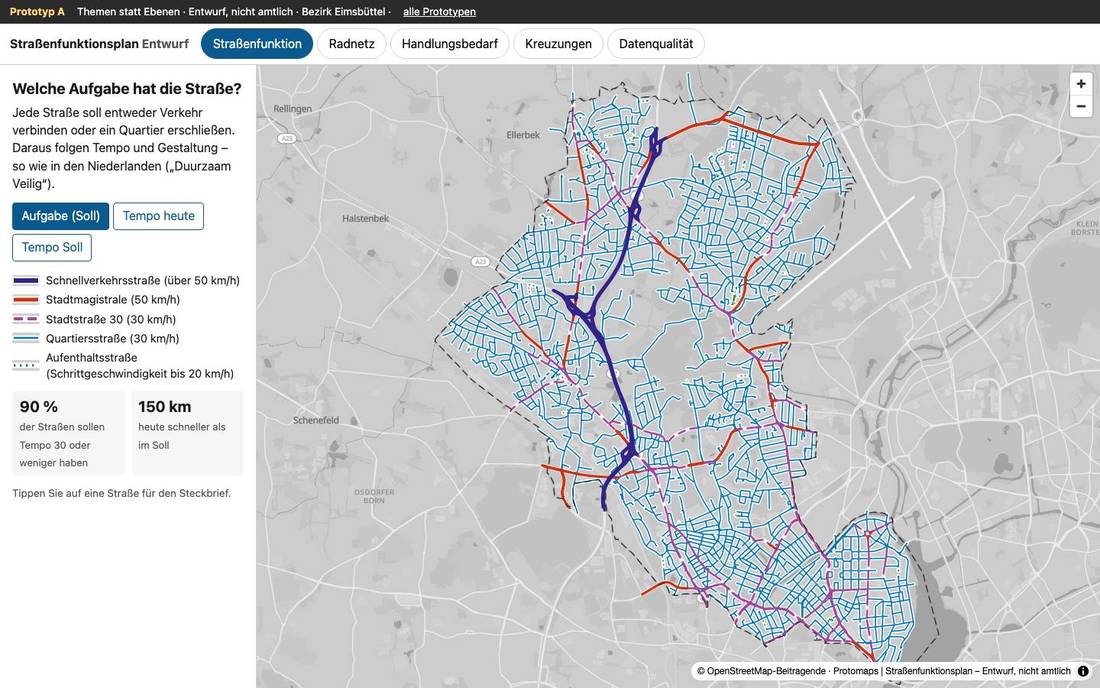 Prototyp A Themen statt Ebenen · Entwurf, nicht amtlich · Bezirk Eimsbüttel · alle Prototypen
Straßenfunktionsplan Entwurf
Straßenfunktion
Radnetz
Handlungsbedarf
Kreuzungen
Datenqualität
Welche Aufgabe hat die Straße?
Jede Straße soll entweder Verkehr
verbinden oder ein Quartier erschließen.
Daraus folgen Tempo und Gestaltung –
so wie in den Niederlanden („Duurzaam
Veilig“).
Aufgabe (Soll)
Tempo heute
Tempo Soll
Schnellverkehrsstraße (über 50 km/h)
Stadtmagistrale (50 km/h)
Stadtstraße 30 (30 km/h)
Quartiersstraße (30 km/h)
Aufenthaltsstraße
(Schrittgeschwindigkeit bis 20 km/h)
90 %
der Straßen sollen
Tempo 30 oder
weniger haben
150 km
heute schneller als
im Soll
Tippen Sie auf eine Straße für den Steckbrief.
Rellingen
A23
Ellerbek
Halstenbek
A23
KLEIN
BORSTE
Schenefeld
OSDORFER
BORN
+
−
© OpenStreetMap-Beitragende · Protomaps | Straßenfunktionsplan – Entwurf, nicht amtlich